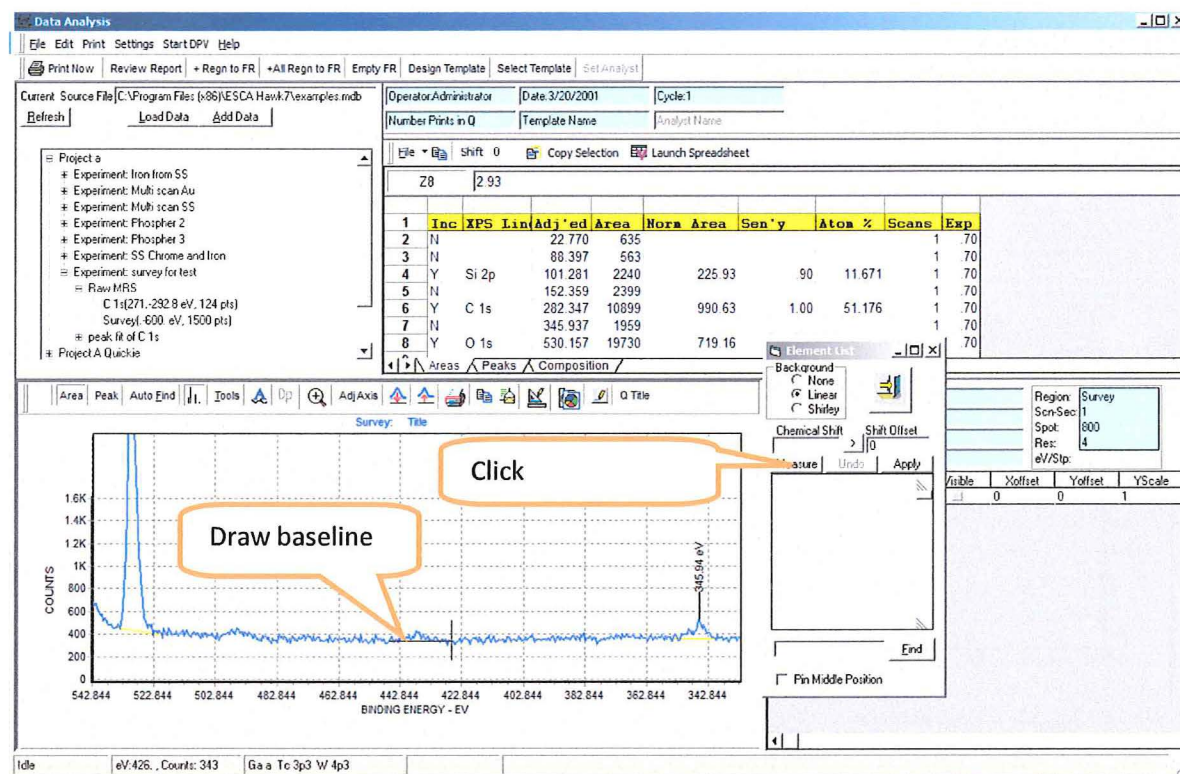 Data Analysis
File Edit Print Settings Start DPV Help
Print Now Review Report + Regn to FR +All Regn to FR Empty FR Design Template Select Template Set Analyst
Current Source File C:\Program Files (x86)\ESCA Hawk7\examples.mdb
Refresh Load Data Add Data
Project a
Experiment: Iron from SS
Experiment: Multi scan Au
Experiment: Multi scan SS
Experiment: Phospher 2
Experiment: Phospher 3
Experiment: SS Chrome and Iron
Experiment: survey for test
Raw MRS
C 1s(271.-292.8 eV, 124 pts)
Survey(.-600. eV, 1500 pts)
peak fit of C 1s
Project A Quickie
Operator:Administrator Date:3/20/2001 Cycle:1
Number Prints in Q Template Name Analyst Name
File Shift 0 Copy Selection Launch Spreadsheet
Z8 2.93
1 Inc XPS Lin Adj'ed Area Norm Area Sen'y Atom % Scans Exp
2 N 22.770 635 1 .70
3 N 88.397 563 1 .70
4 Y Si 2p 101.281 2240 225.93 .90 11.671 1 .70
5 N 152.359 2399 1 .70
6 Y C 1s 282.347 10899 990.63 1.00 51.176 1 .70
7 N 345.937 1959 1 .70
8 Y O 1s 530.157 19730 719.16 .70
Areas Peaks Composition
Element List
Background
None
Linear
Shirley
Chemical Shift > Shift Offset
0
Measure Undo Apply
Find
Pin Middle Position
Area Peak Auto Find Tools Dp AdjAxis Q Title
Survey: Title
Click
Draw baseline
COUNTS
1.6K
1.4K
1.2K
1K
800
600
400
200
0
345.94 eV
542.844 522.844 502.844 482.844 462.844 442.844 422.844 402.844 382.844 362.844 342.844
BINDING ENERGY - EV
Region: Survey
Scn-Sec: 1
Spot: 800
Res: 4
eV/Stp:
Visible Xoffset Yoffset YScale
0 0 1
Idle eV:426. , Counts: 343 Ga a Tc 3p3 W 4p3